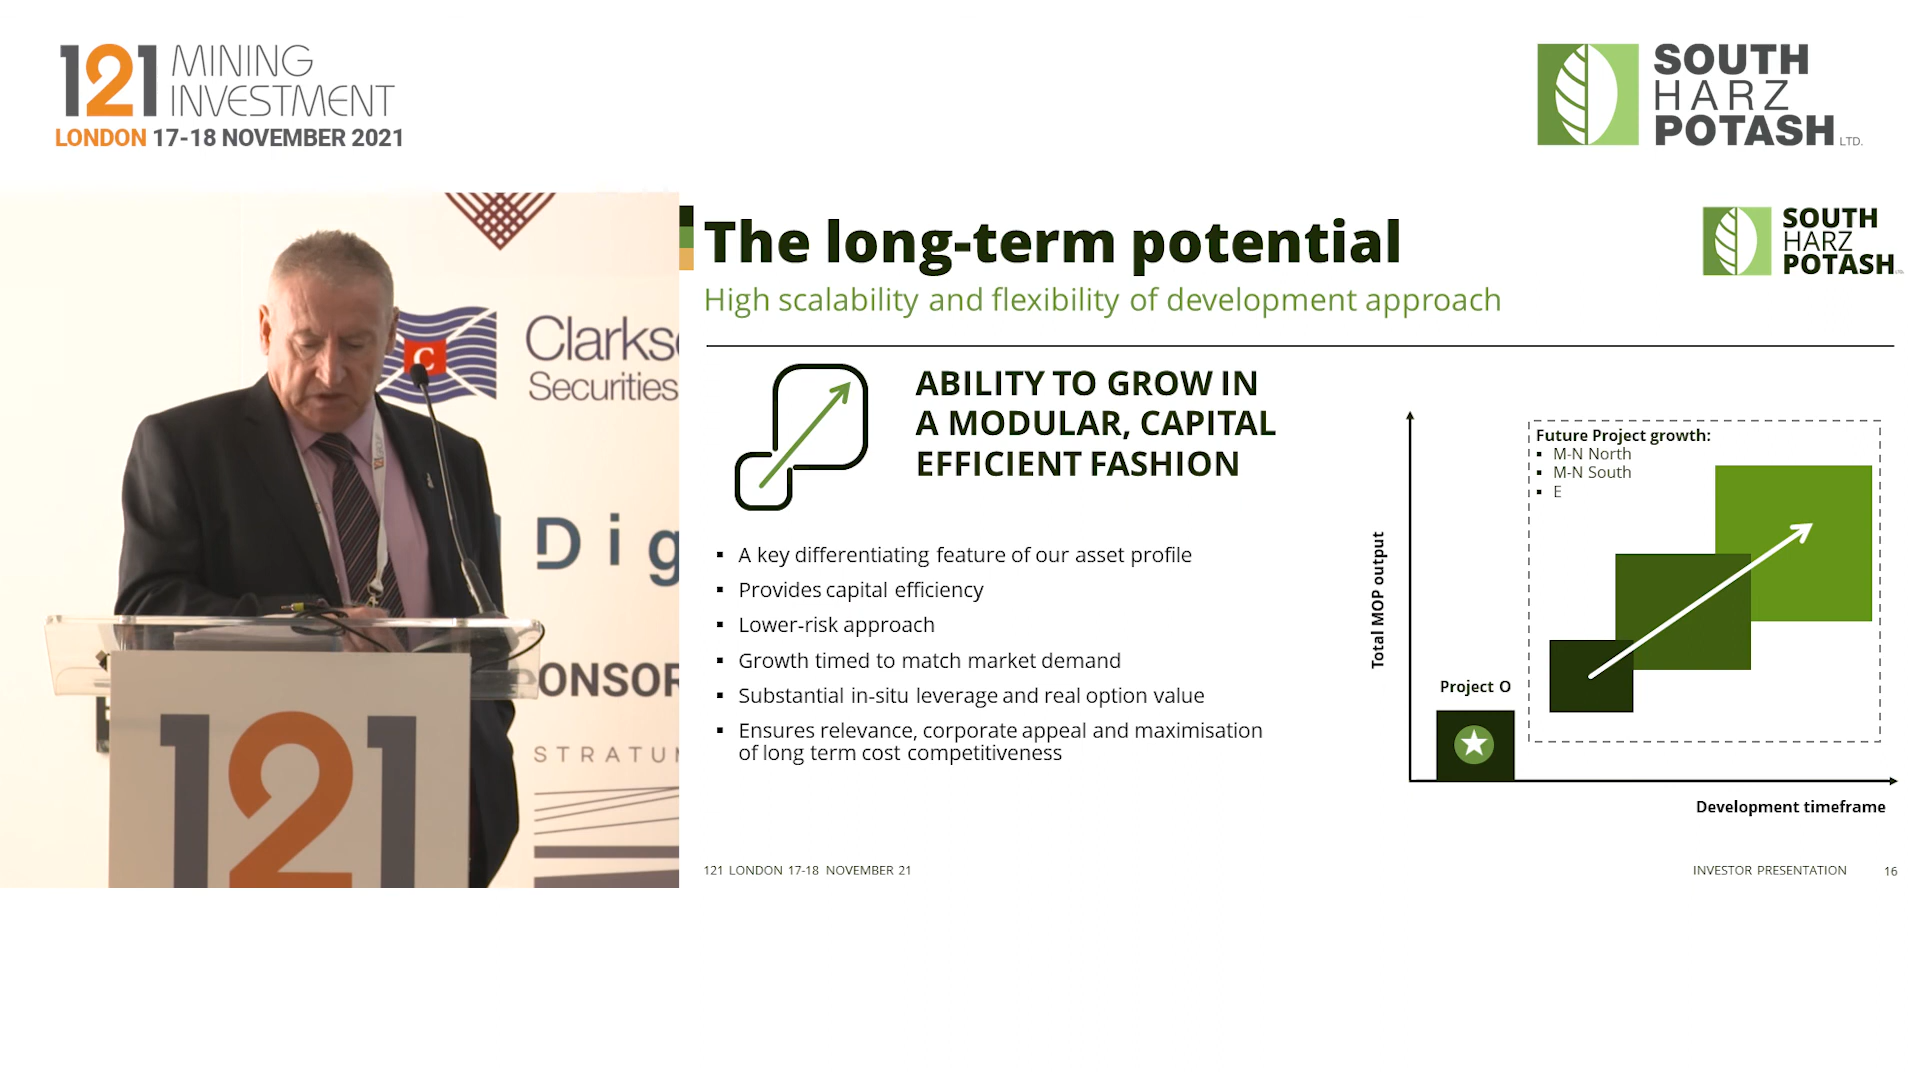 121 MINING
INVESTMENT
LONDON 17-18 NOVEMBER 2021
SOUTH
HARZ
POTASH LTD.
Clarks
Securities
C
Dig
ONSOR
STRATU
121
The long-term potential
High scalability and flexibility of development approach
SOUTH
HARZ
POTASH
ABILITY TO GROW IN
A MODULAR, CAPITAL
EFFICIENT FASHION
▪ A key differentiating feature of our asset profile
▪ Provides capital efficiency
▪ Lower-risk approach
▪ Growth timed to match market demand
▪ Substantial in-situ leverage and real option value
▪ Ensures relevance, corporate appeal and maximisation
of long term cost competitiveness
Total MOP output
Future Project growth:
▪ M-N North
▪ M-N South
▪ E
Project O
Development timeframe
121 LONDON 17-18 NOVEMBER 21
INVESTOR PRESENTATION 16